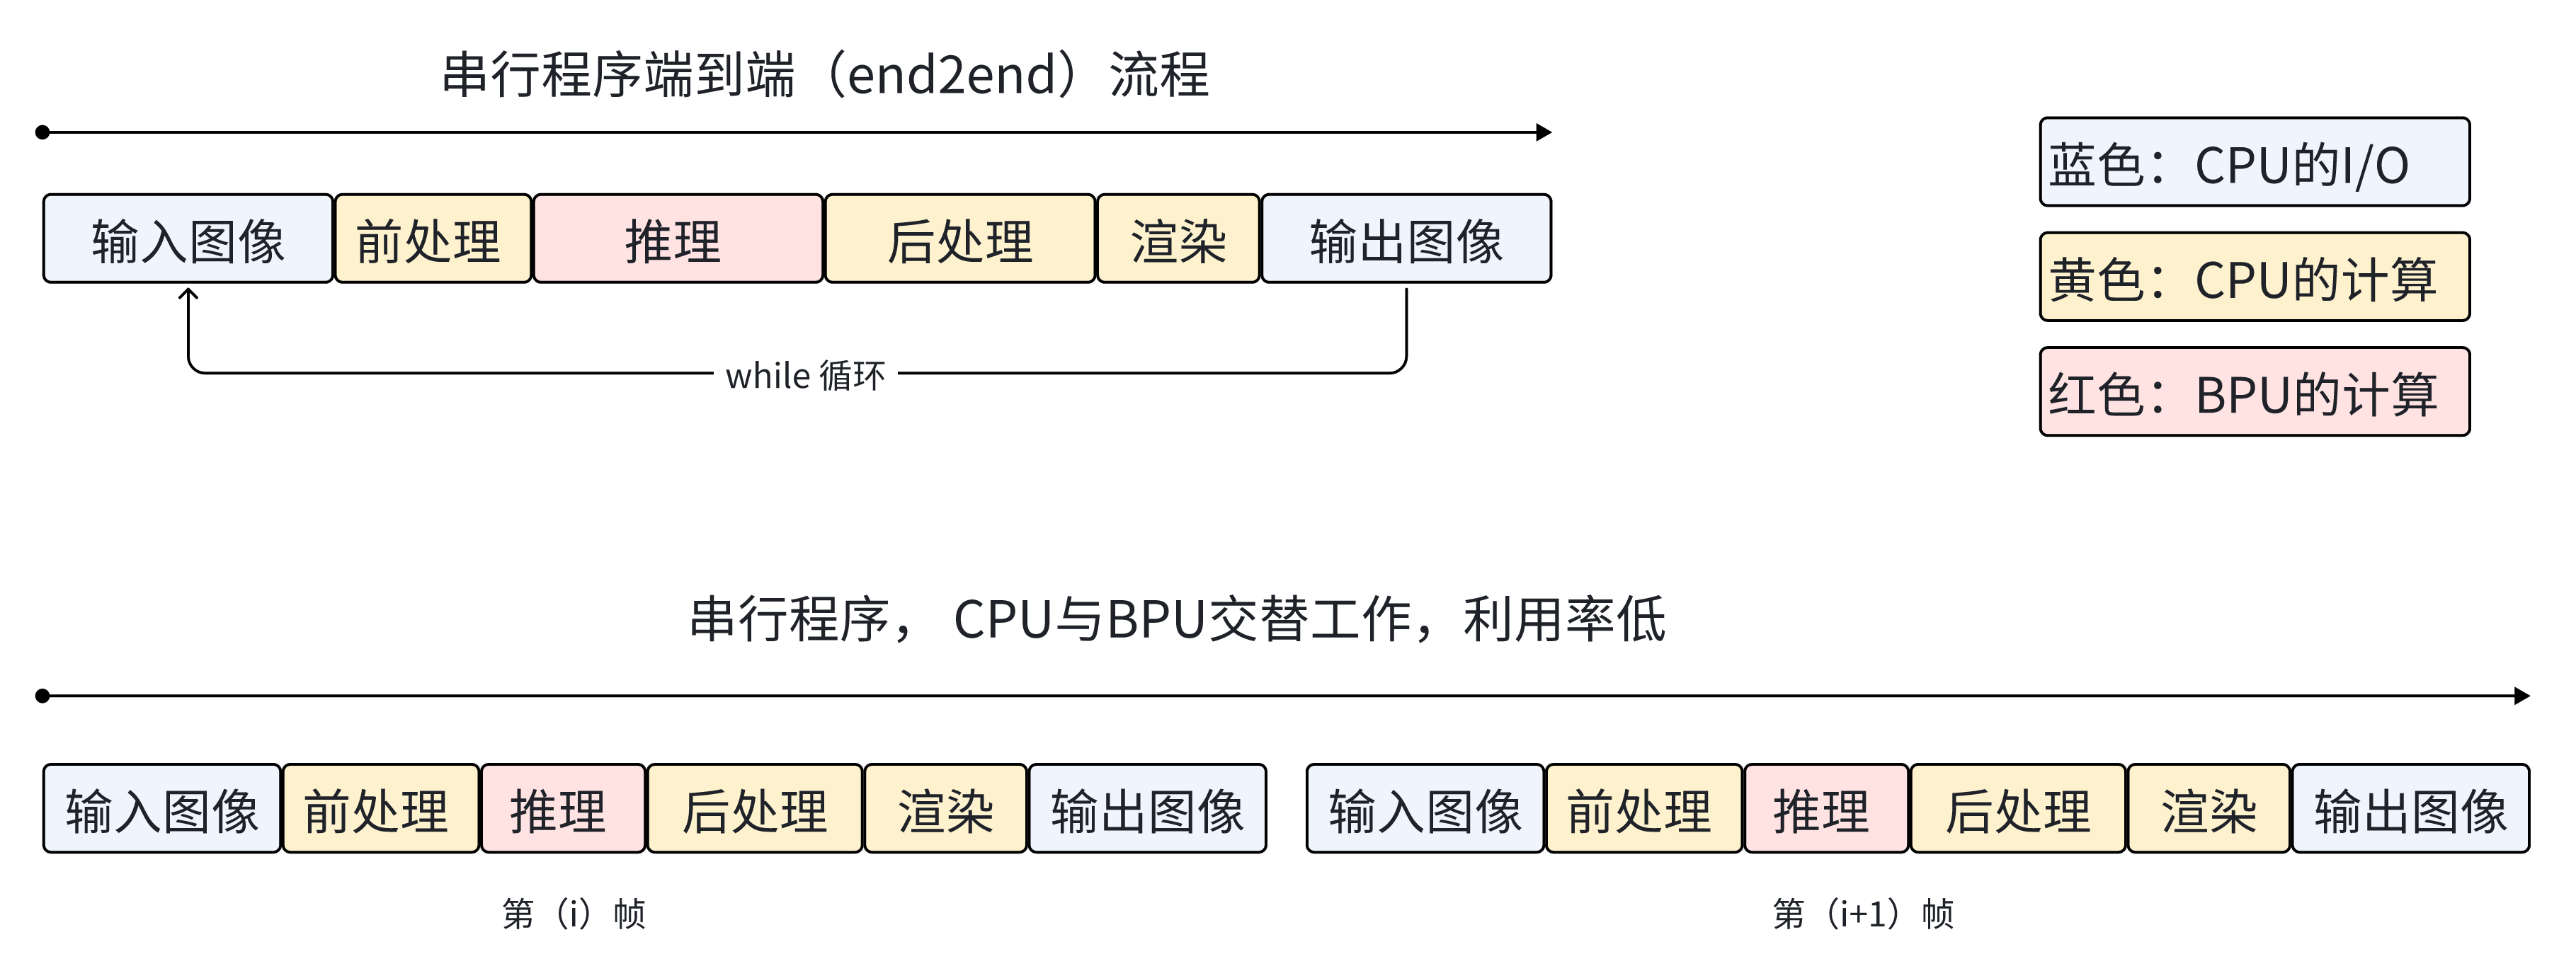 串行程序端到端（end2end）流程
输入图像 前处理 推理 后处理 渲染 输出图像
while 循环
蓝色：CPU的I/O
黄色：CPU的计算
红色：BPU的计算
串行程序， CPU与BPU交替工作，利用率低
输入图像 前处理 推理 后处理 渲染 输出图像 输入图像 前处理 推理 后处理 渲染 输出图像
第（i）帧 第（i+1）帧